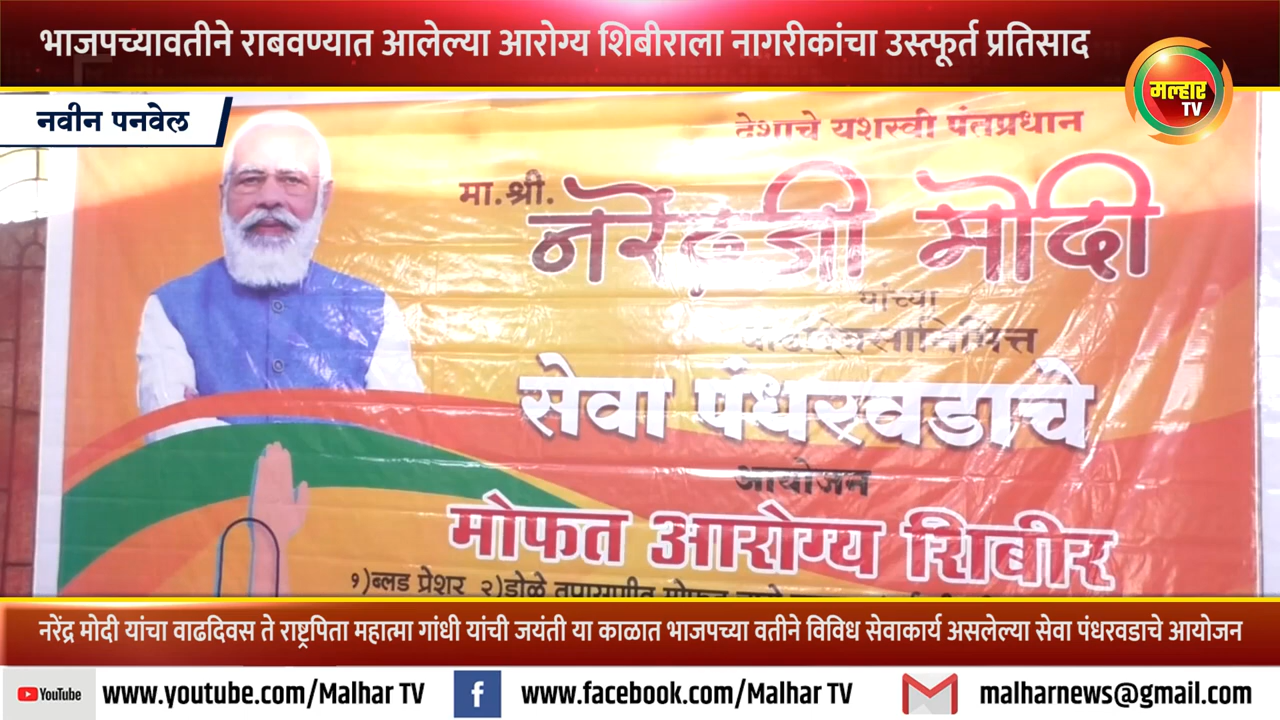 भाजपच्यावतीने राबवण्यात आलेल्या आरोग्य शिबीराला नागरीकांचा उस्त्फूर्त प्रतिसाद
मल्हार
TV
नवीन पनवेल
देशाचे यशस्वी पंतप्रधान
मा.श्री.
नरेंद्रजी मोदी
यांच्या
वाढदिवसानिमित्त
सेवा पंधरवडाचे
आयोजन
मोफत आरोग्य शिबीर
१)ब्लड प्रेशर २)डोळे
नरेंद्र मोदी यांचा वाढदिवस ते राष्ट्रपिता महात्मा गांधी यांची जयंती या काळात भाजपच्या वतीने विविध सेवाकार्य असलेल्या सेवा पंधरवडाचे आयोजन
YouTube www.youtube.com/Malhar TV www.facebook.com/Malhar TV malharnews@gmail.com